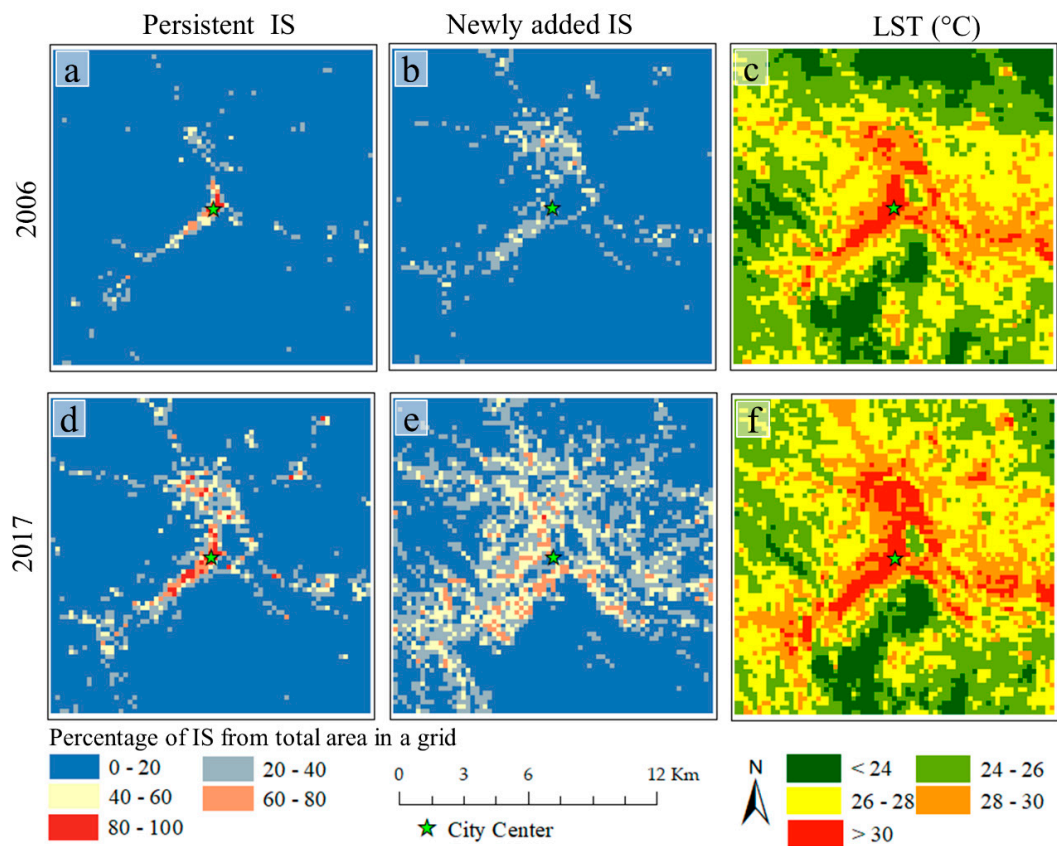 Persistent IS
Newly added IS
LST (°C)
2006
a
b
c
2017
d
e
f
Percentage of IS from total area in a grid
0 - 20
20 - 40
40 - 60
60 - 80
80 - 100
0 3 6 12 Km
City Center
N
< 24
24 - 26
26 - 28
28 - 30
> 30